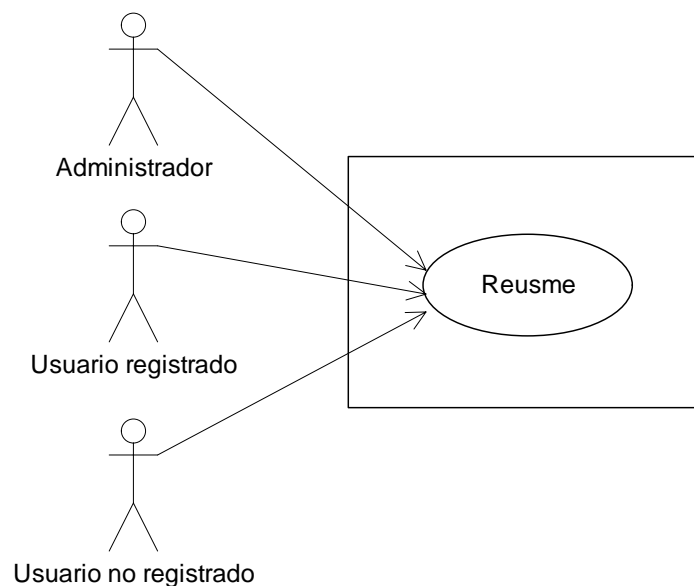 Administrador
Reusme
Usuario registrado
Usuario no registrado